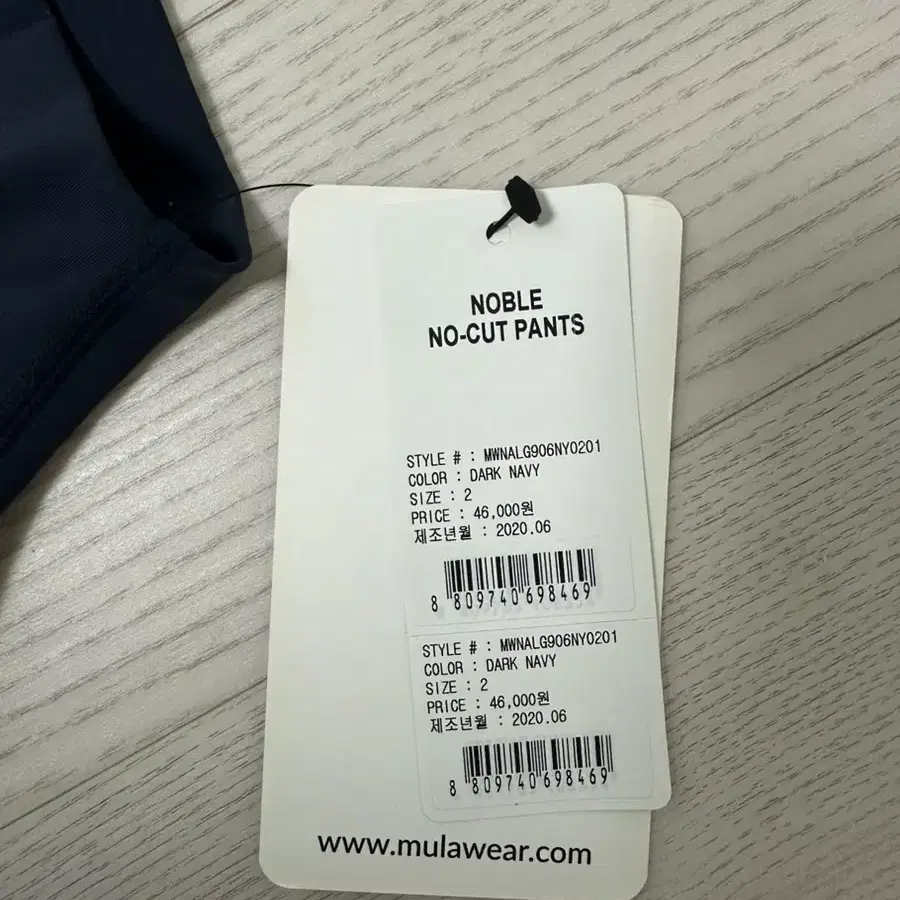 NOBLE
NO-CUT PANTS
STYLE # : MWNALG906NY0201
COLOR : DARK NAVY
SIZE : 2
PRICE : 46,000원
제조년월 : 2020.06
8 809740 698469
STYLE # : MWNALG906NY0201
COLOR : DARK NAVY
SIZE : 2
PRICE : 46,000원
제조년월 : 2020.06
8 809740 698469
www.mulawear.com